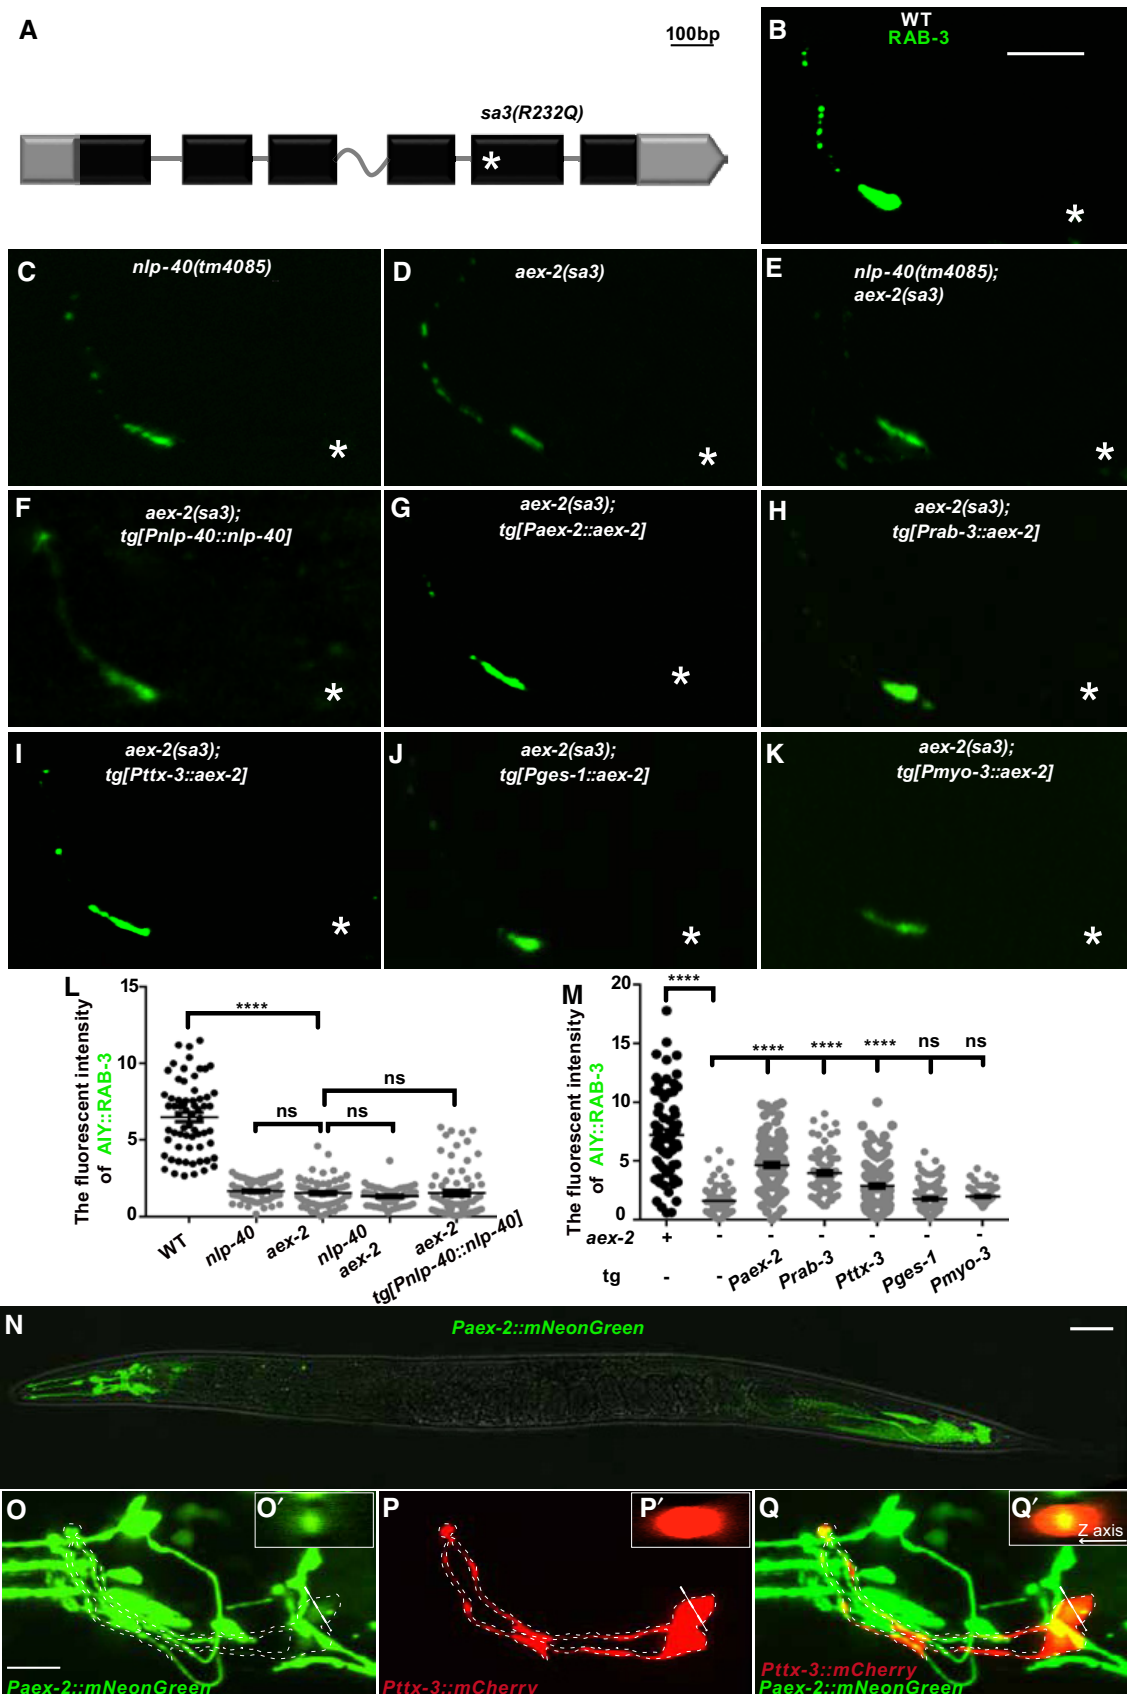 A
100bp
sa3(R232Q)
*
B
WT
RAB-3
*
C
nlp-40(tm4085)
*
D
aex-2(sa3)
*
E
nlp-40(tm4085);
aex-2(sa3)
*
F
aex-2(sa3);
tg[Pnlp-40::nlp-40]
*
G
aex-2(sa3);
tg[Paex-2::aex-2]
*
H
aex-2(sa3);
tg[Prab-3::aex-2]
*
I
aex-2(sa3);
tg[Pttx-3::aex-2]
*
J
aex-2(sa3);
tg[Pges-1::aex-2]
*
K
aex-2(sa3);
tg[Pmyo-3::aex-2]
*
L
The fluorescent intensity
of AIY::RAB-3
15
10
5
0
****
ns
ns
ns
WT
nlp-40
aex-2
nlp-40
aex-2
aex-2
tg[Pnlp-40::nlp-40]
M
The fluorescent intensity
of AIY::RAB-3
20
15
10
5
0
****
**** **** **** ns ns
aex-2 + - - - - - -
tg - - Paex-2 Prab-3 Pttx-3 Pges-1 Pmyo-3
N
Paex-2::mNeonGreen
O
O′
Paex-2::mNeonGreen
P
P′
Pttx-3::mCherry
Q
Q′
Z axis
Pttx-3::mCherry
Paex-2::mNeonGreen